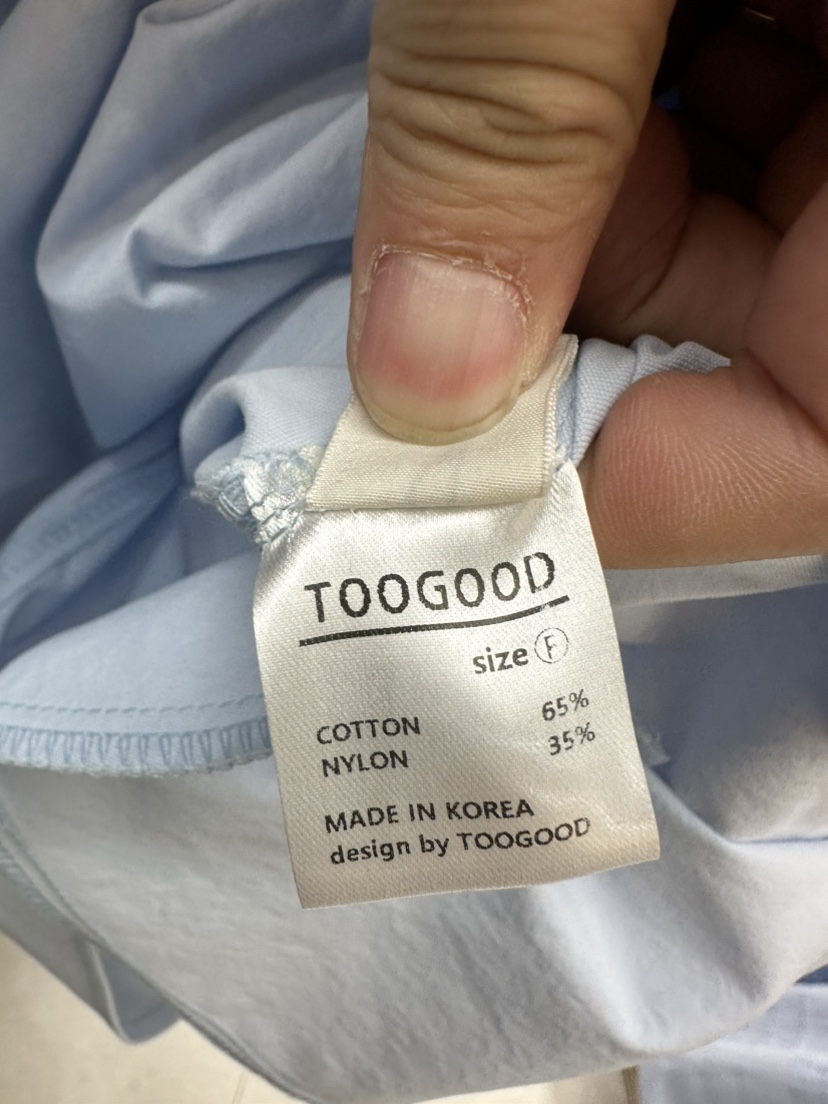 TOOGOOD
size Ⓕ
COTTON 65%
NYLON 35%
MADE IN KOREA
design by TOOGOOD